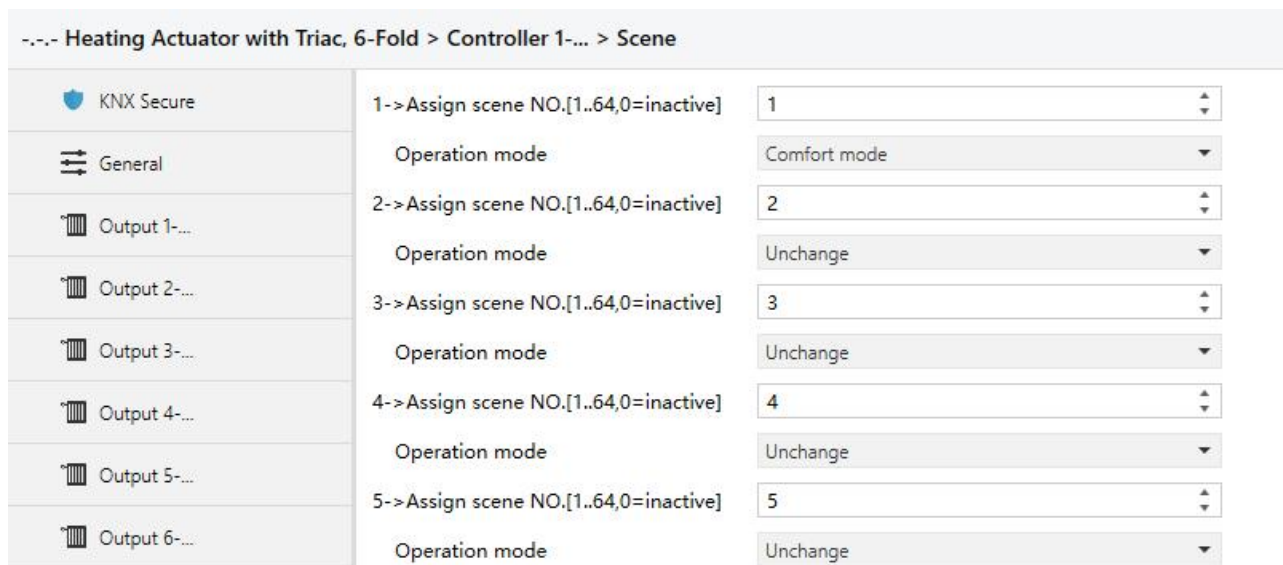 -.-.- Heating Actuator with Triac, 6-Fold > Controller 1-... > Scene
KNX Secure
General
Output 1-...
Output 2-...
Output 3-...
Output 4-...
Output 5-...
Output 6-...
1->Assign scene NO.[1..64,0=inactive] 1
Operation mode Comfort mode
2->Assign scene NO.[1..64,0=inactive] 2
Operation mode Unchange
3->Assign scene NO.[1..64,0=inactive] 3
Operation mode Unchange
4->Assign scene NO.[1..64,0=inactive] 4
Operation mode Unchange
5->Assign scene NO.[1..64,0=inactive] 5
Operation mode Unchange